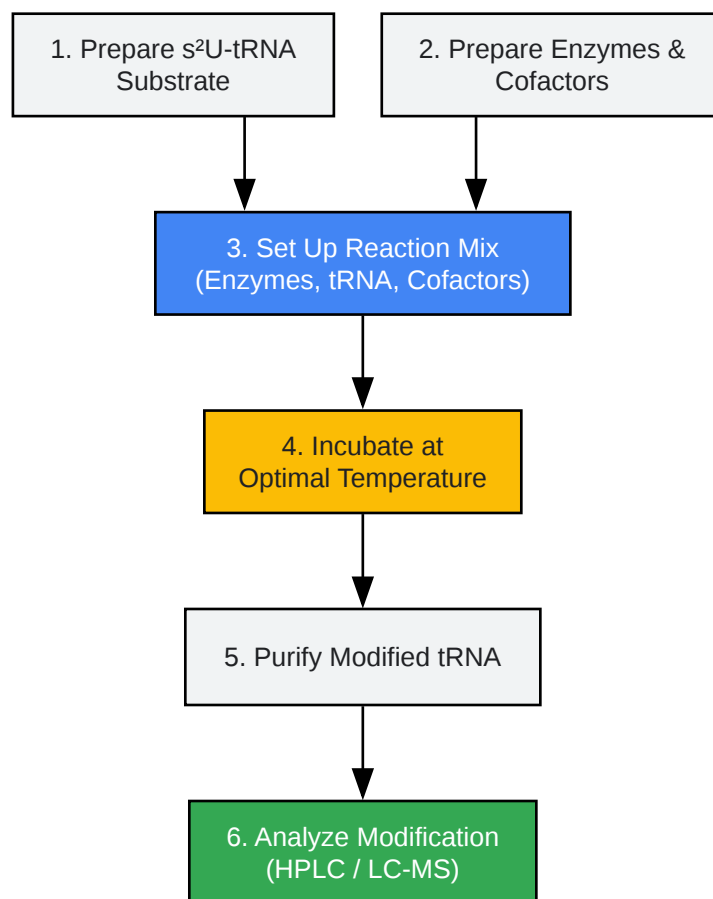 1. Prepare s²U-tRNA
Substrate
2. Prepare Enzymes &
Cofactors
3. Set Up Reaction Mix
(Enzymes, tRNA, Cofactors)
4. Incubate at
Optimal Temperature
5. Purify Modified tRNA
6. Analyze Modification
(HPLC / LC-MS)